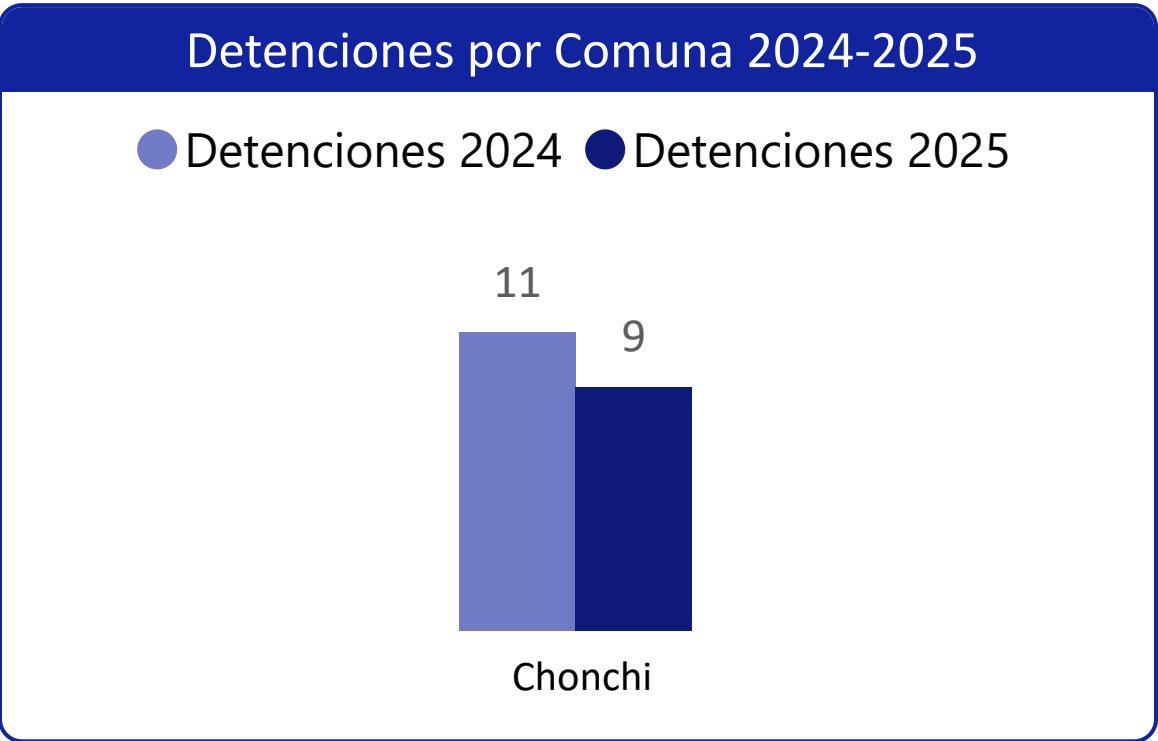 Detenciones por Comuna 2024-2025
Detenciones 2024 Detenciones 2025
11
9
Chonchi